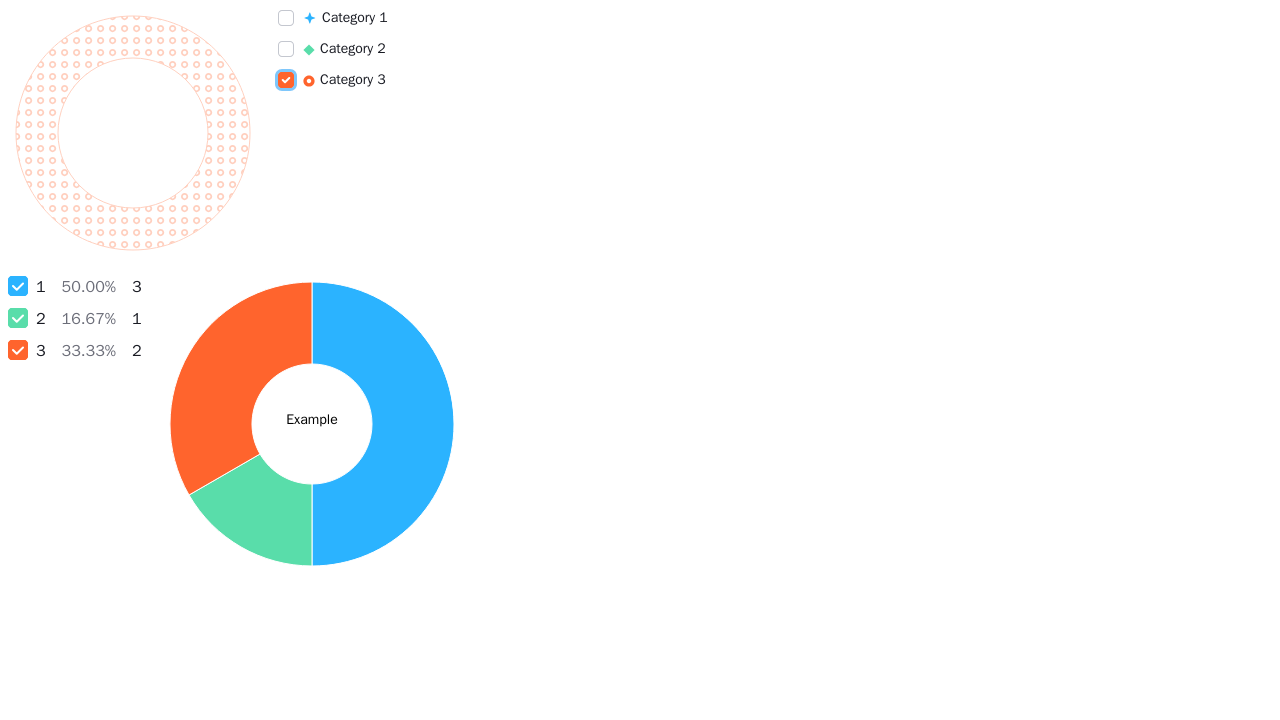 Category 1
Category 2
Category 3
1 50.00% 3
2 16.67% 1
3 33.33% 2
Example